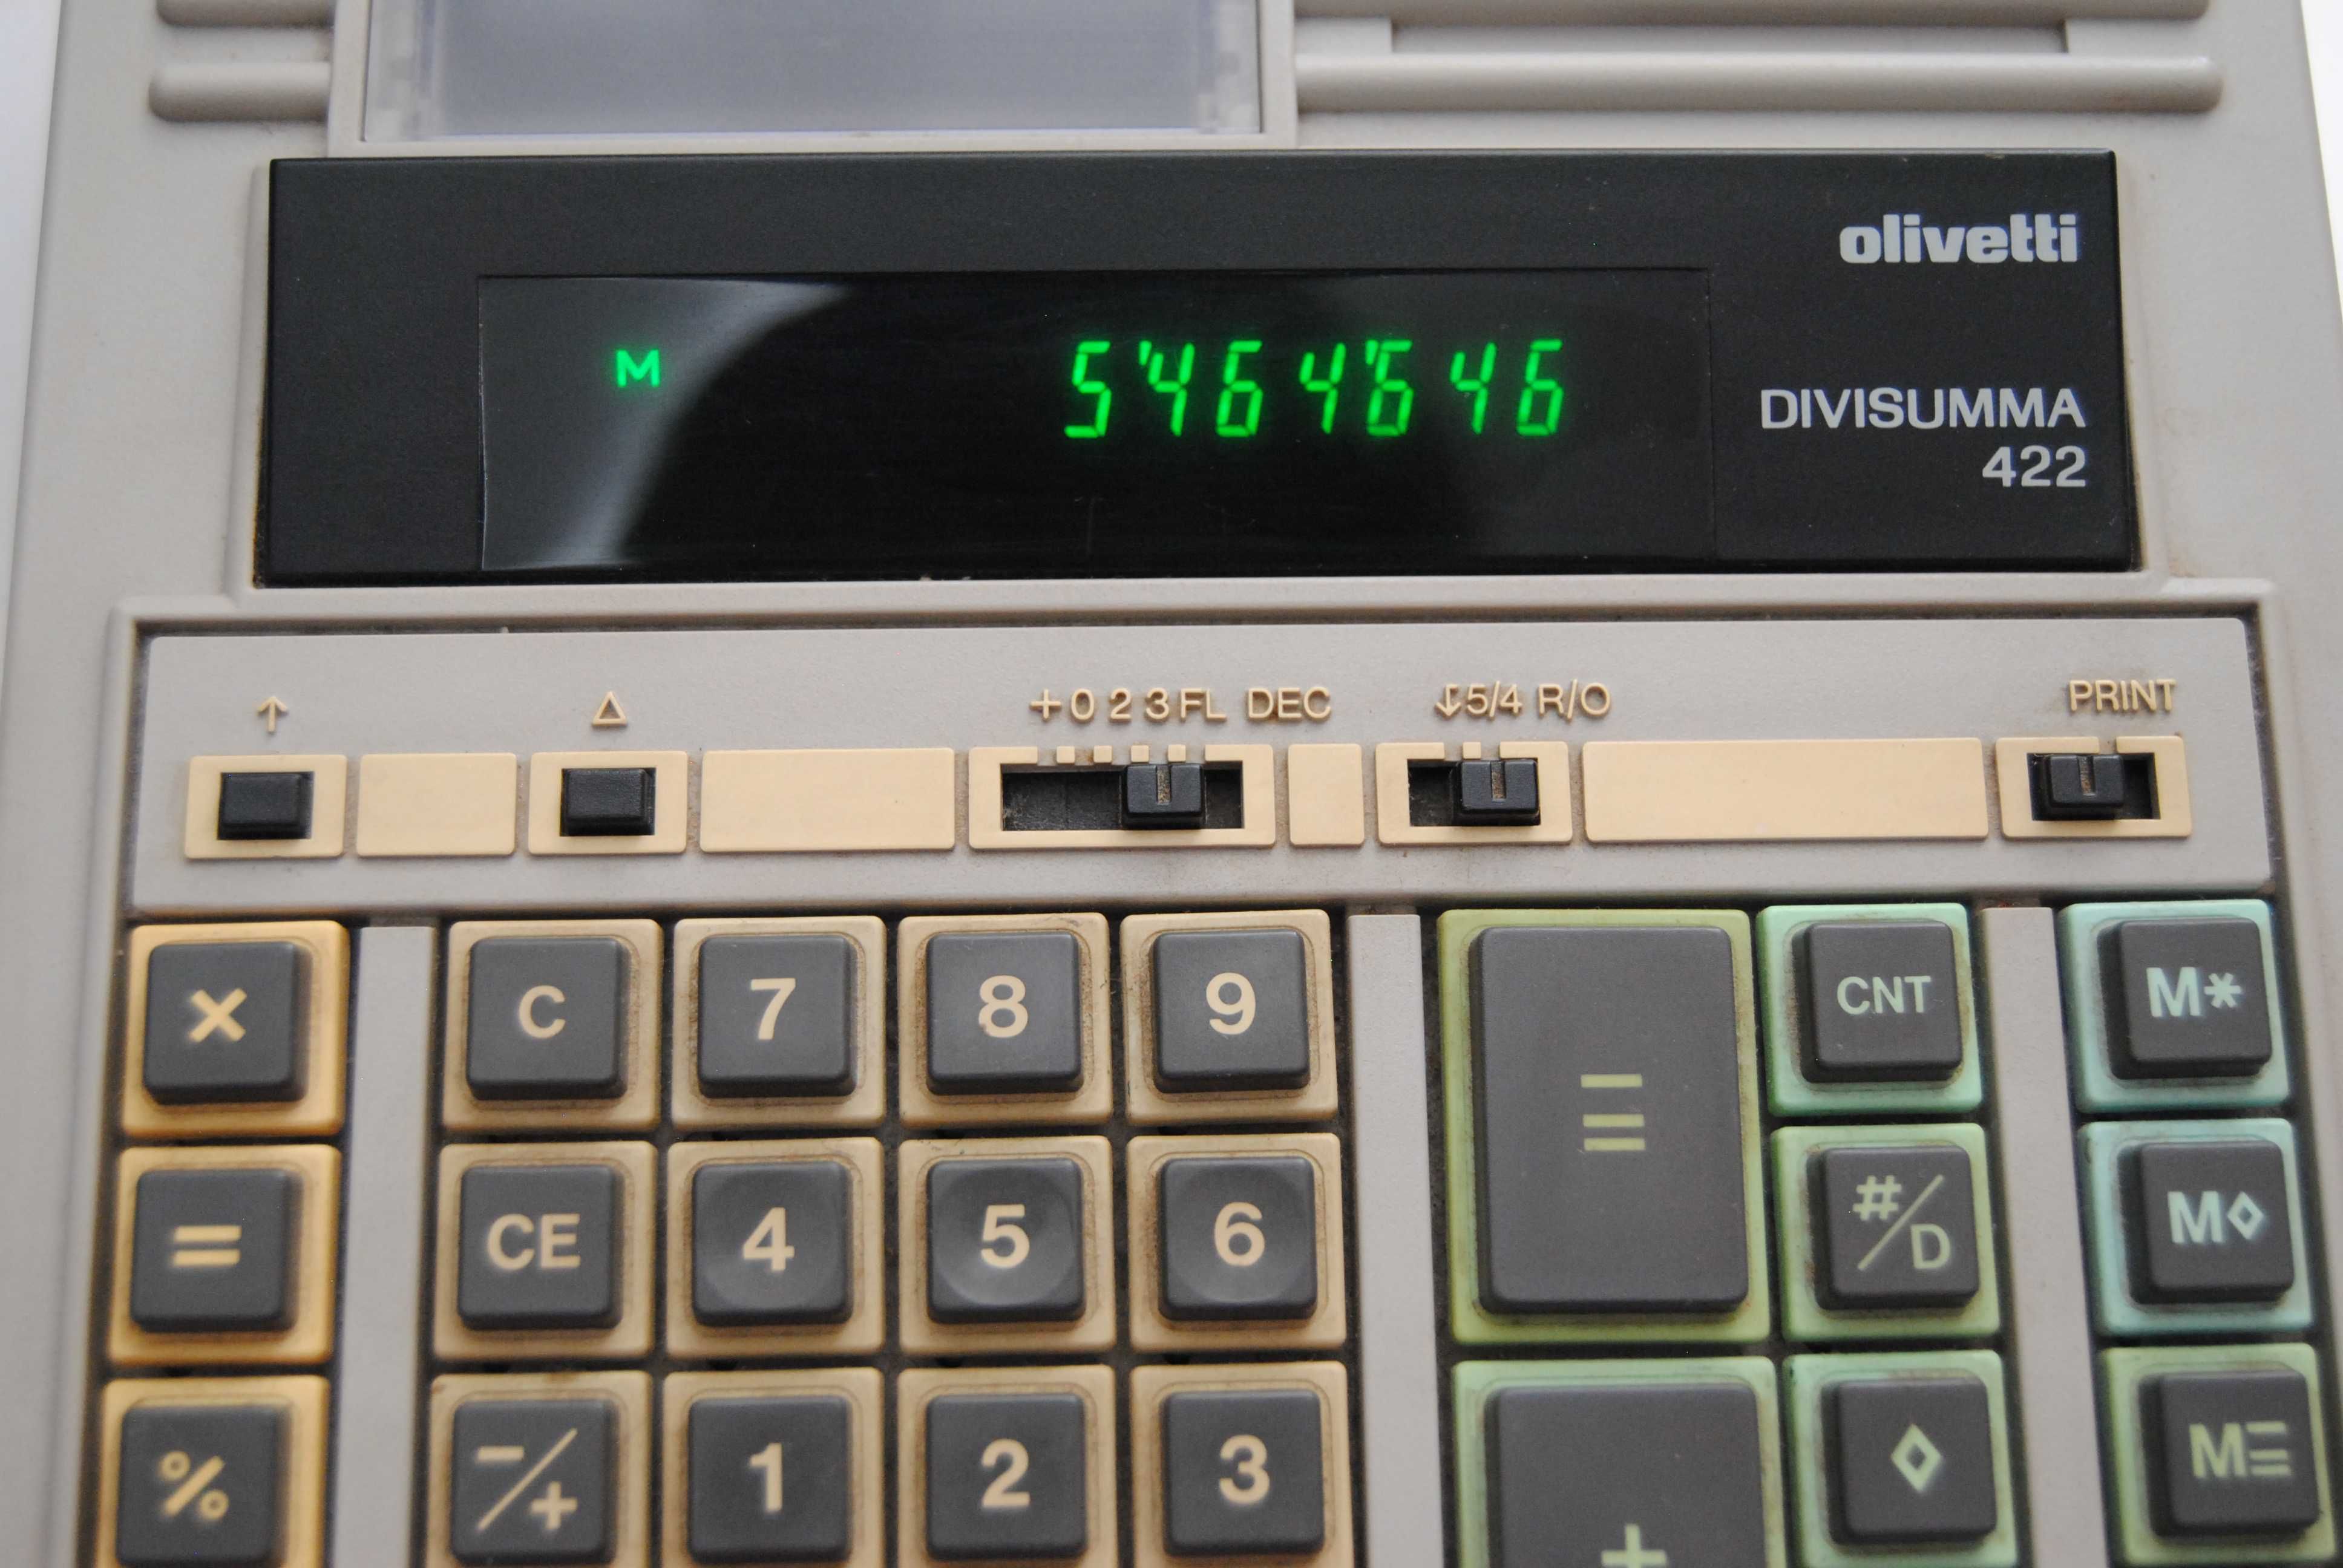 olivetti
M 5'464'646
DIVISUMMA
422
↑ △ +0 2 3 FL DEC ↓5/4 R/O PRINT
× C 7 8 9 = CNT M*
= CE 4 5 6 #/D M◇
% -/+ 1 2 3 + ◇ M=